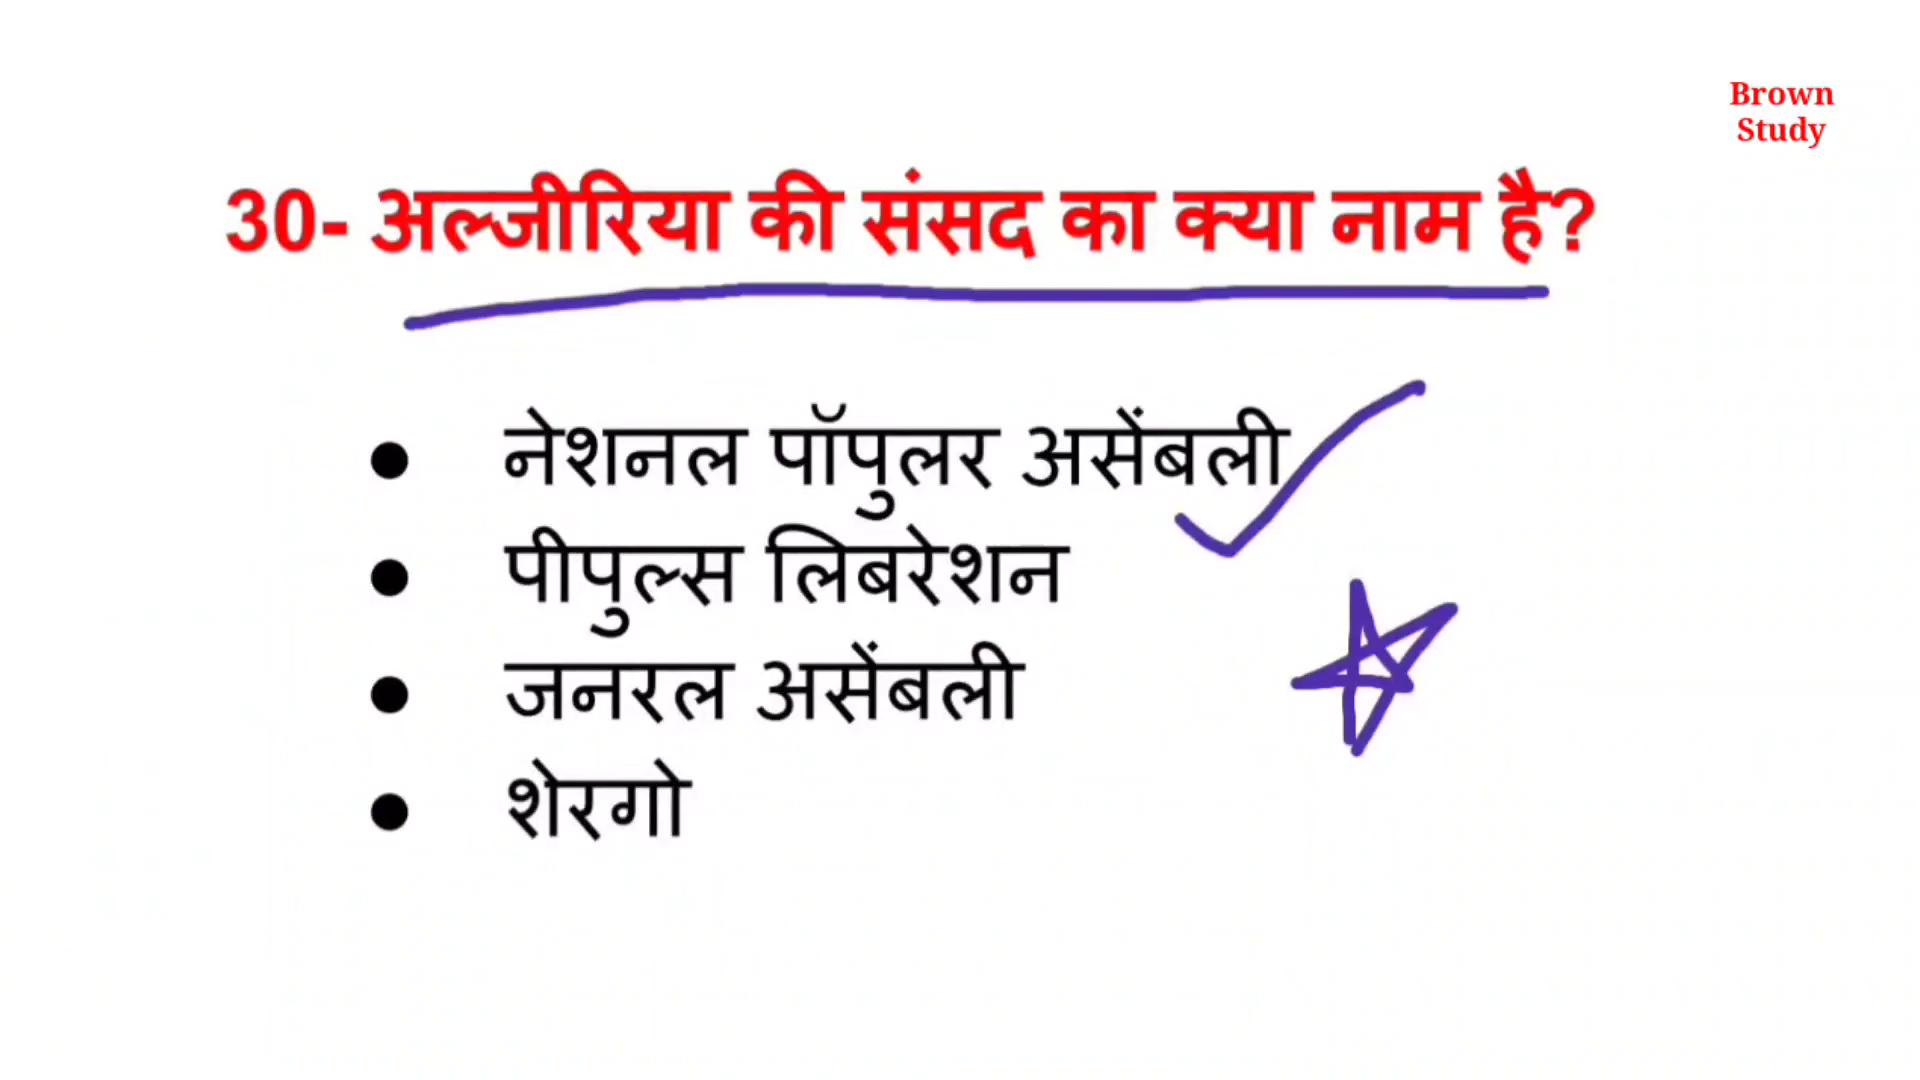 Brown
Study
30- अल्जीरिया की संसद का क्या नाम है?
● नेशनल पॉपुलर असेंबली
● पीपुल्स लिबरेशन
● जनरल असेंबली
● शेरगो